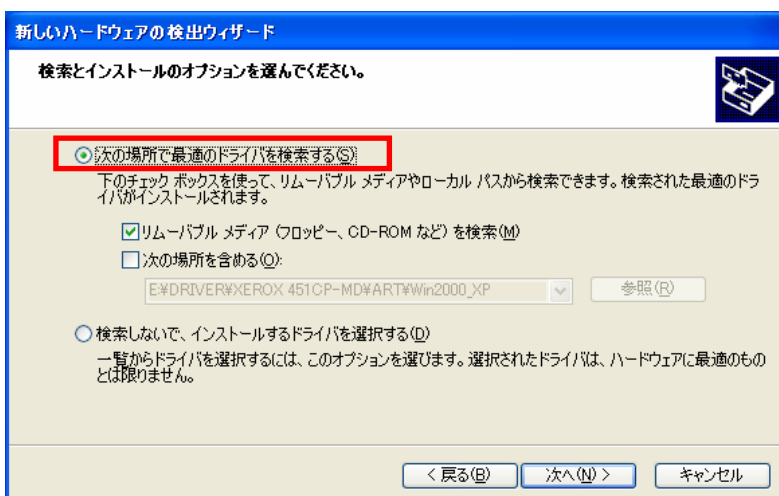 新しいハードウェアの検出ウィザード
検索とインストールのオプションを選んでください。
次の場所で最適のドライバを検索する(S)
下のチェック ボックスを使って、リムーバブル メディアやローカル パスから検索できます。検索された最適のドラ
イバがインストールされます。
リムーバブル メディア (フロッピー、CD-ROM など) を検索(M)
次の場所を含める(O):
E:¥DRIVER¥XEROX 451CP-MD¥ART¥Win2000_XP
参照(R)
検索しないで、インストールするドライバを選択する(D)
一覧からドライバを選択するには、このオプションを選びます。選択されたドライバは、ハードウェアに最適のもの
とは限りません。
< 戻る(B)
次へ(N) >
キャンセル